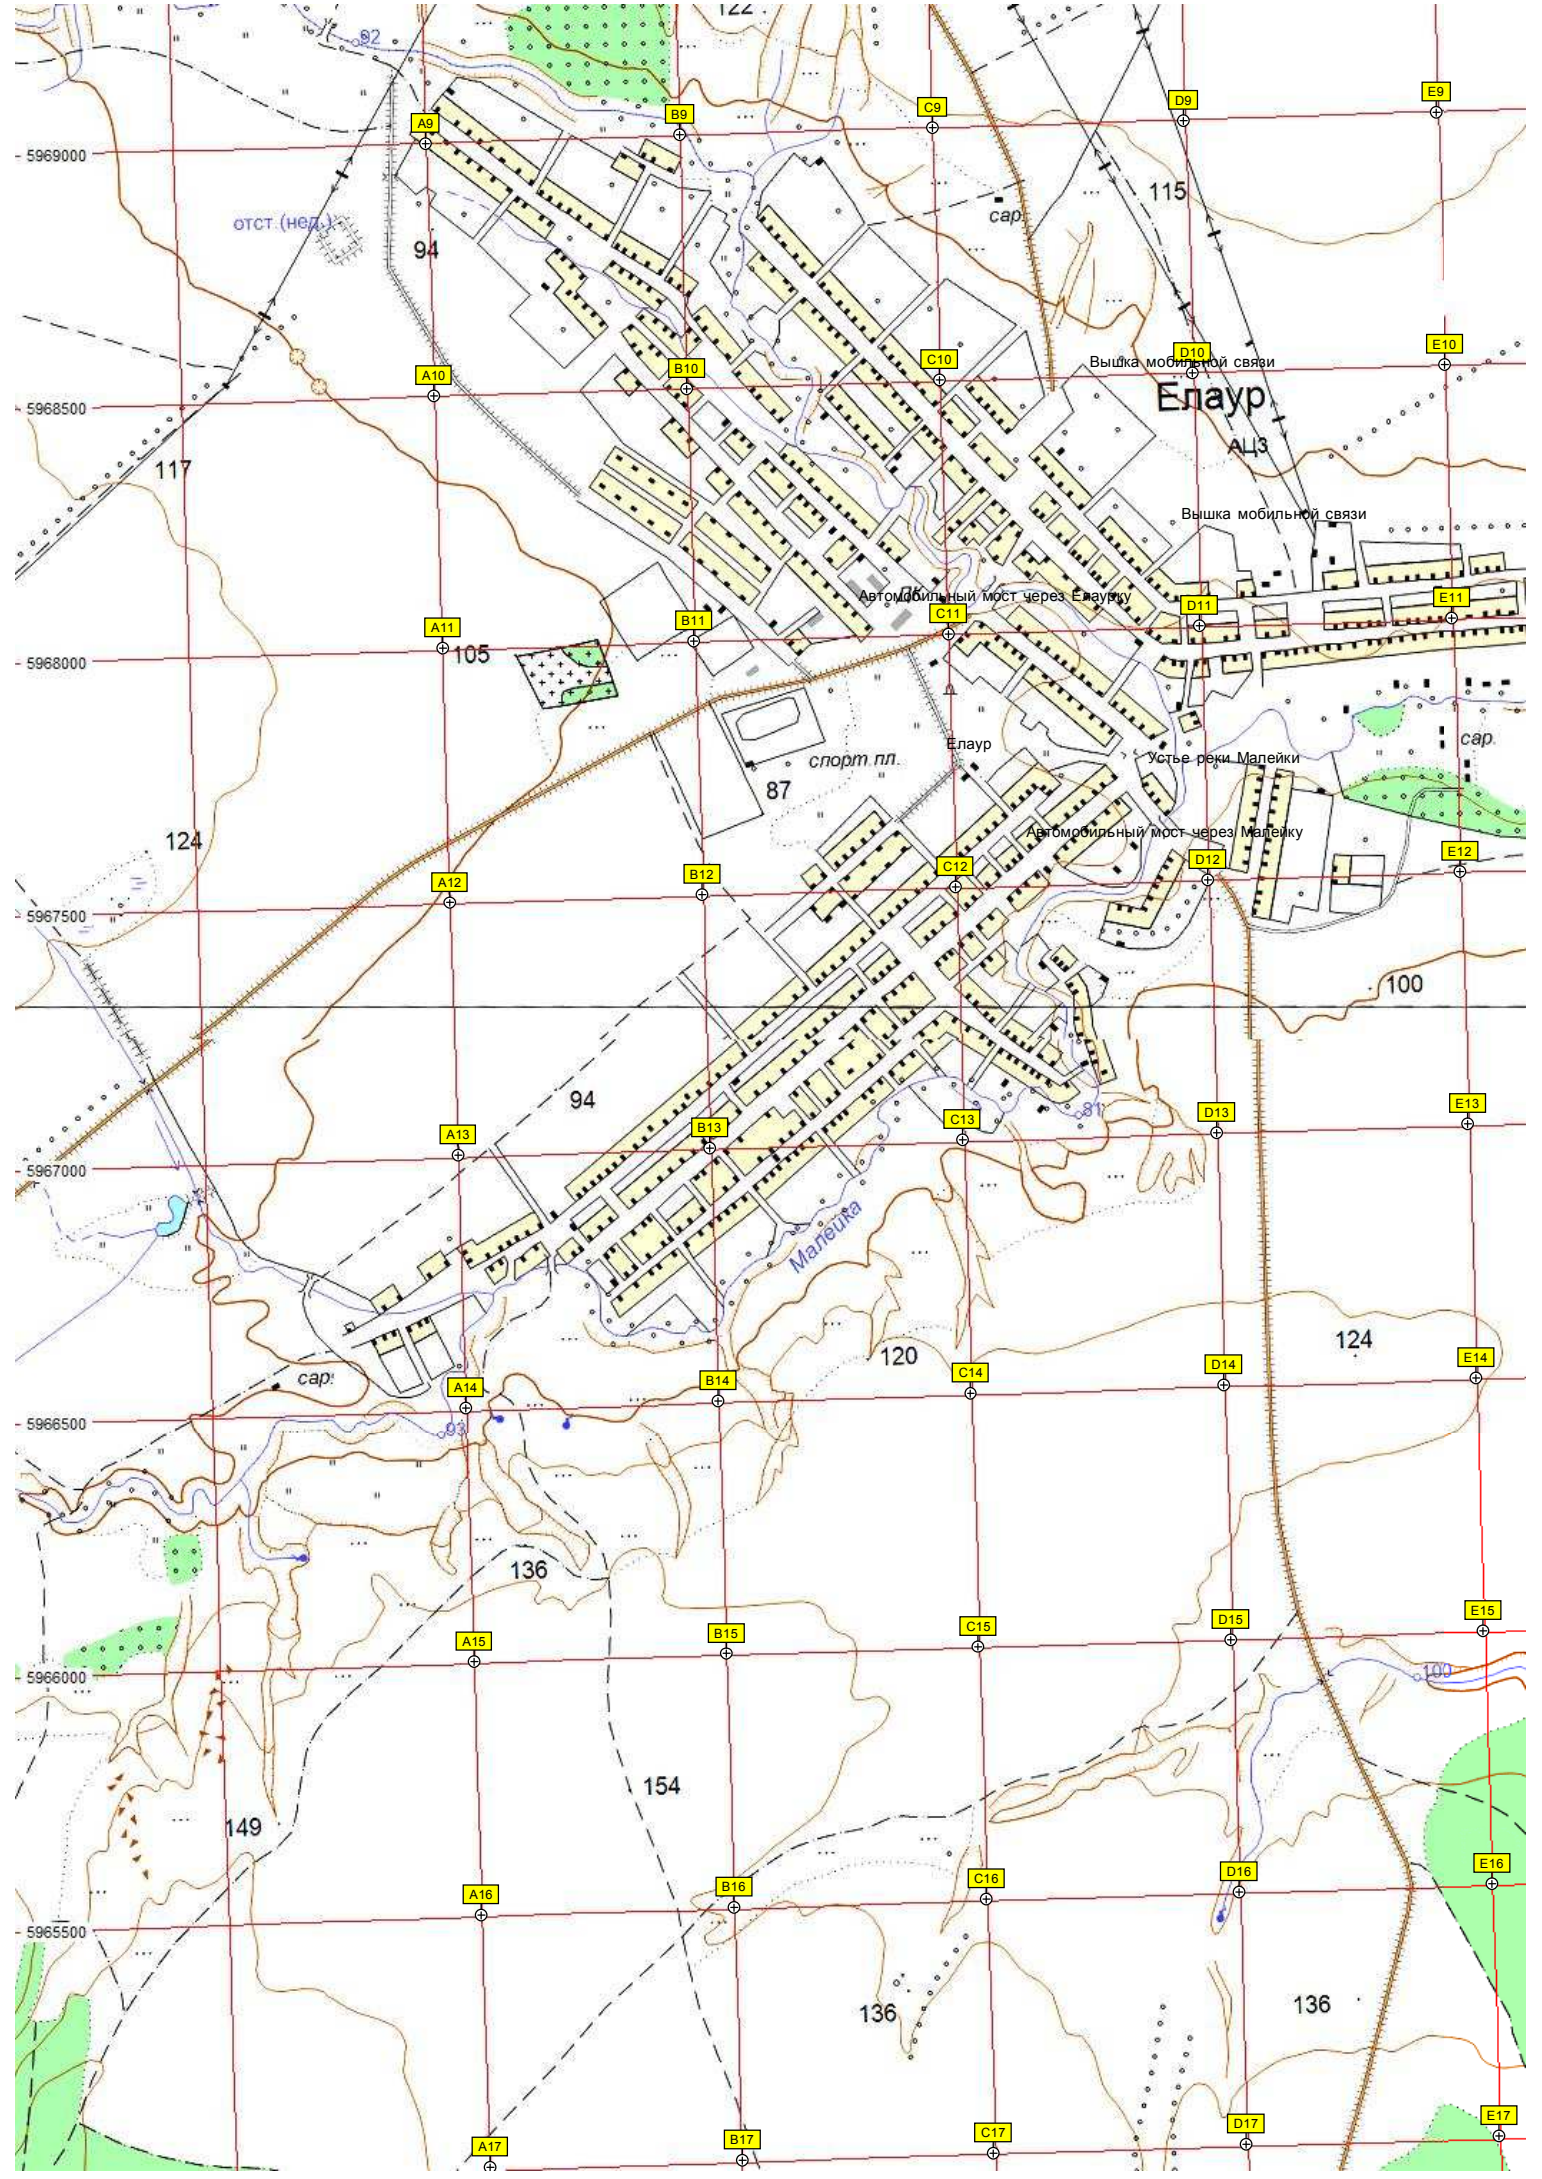 122
92
A9
B9
C9
D9
E9
5969000
115
сар.
отст.(нед.)
94
A10
B10
C10
D10
E10
Вышка мобильной связи
Елаур
5968500
АЦЗ
117
Вышка мобильной связи
ДК
Автомобильный мост через Елаурку
A11
B11
C11
D11
E11
5968000
105
сар.
Елаур
спорт.пл.
Устье реки Малейки
87
124
Автомобильный мост через Малейку
A12
B12
C12
D12
E12
5967500
100
94
81
A13
B13
C13
D13
E13
5967000
Малейка
124
120
сар.
A14
B14
C14
D14
E14
5966500
93
136
A15
B15
C15
D15
E15
5966000
100
154
149
A16
B16
C16
D16
E16
5965500
136
136
A17
B17
C17
D17
E17